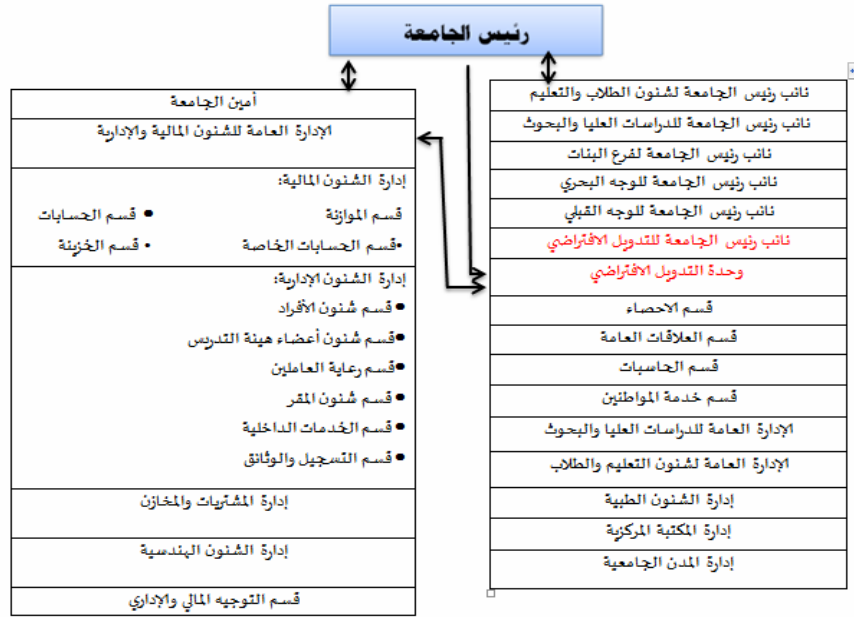 رئيس الجامعة
نائب رئيس الجامعة لشئون الطلاب والتعليم
نائب رئيس الجامعة للدراسات العليا والبحوث
نائب رئيس الجامعة لفرع البنات
نائب رئيس الجامعة للوجه البحري
نائب رئيس الجامعة للوجه القبلي
نائب رئيس الجامعة للتدويل الافتراضي
وحدة التدويل الافتراضي
قسم الاحصاء
قسم العلاقات العامة
قسم الحاسبات
قسم خدمة المواطنين
الإدارة العامة للدراسات العليا والبحوث
الإدارة العامة لشئون التعليم والطلاب
إدارة الشئون الطبية
إدارة المكتبة المركزية
إدارة المدن الجامعية
أمين الجامعة
الإدارة العامة للشئون المالية والإدارية
إدارة الشئون المالية:
قسم الموازنة • قسم الحسابات
•قسم الحسابات الخاصة • قسم الخزينة
إدارة الشئون الإدارية:
• قسم شئون الأفراد
•قسم شئون أعضاء هيئة التدريس
•قسم رعاية العاملين
• قسم شئون المقر
• قسم الخدمات الداخلية
• قسم التسجيل والوثائق
إدارة المشتريات والمخازن
إدارة الشئون الهندسية
قسم التوجيه المالي والإداري